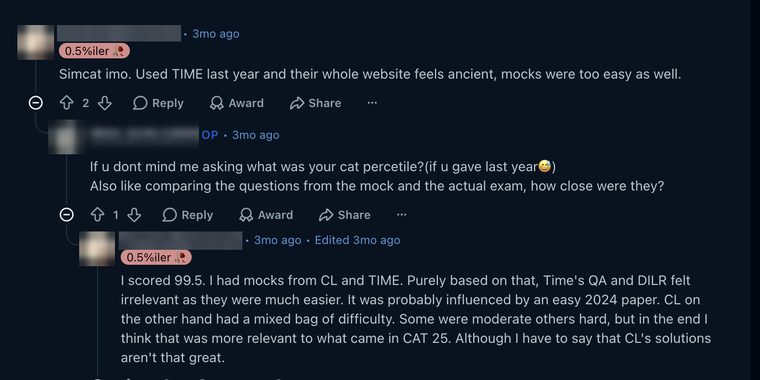 • 3mo ago
0.5%iler 🥀
Simcat imo. Used TIME last year and their whole website feels ancient, mocks were too easy as well.
2 Reply Award Share ...
OP • 3mo ago
If u dont mind me asking what was your cat percetile?(if u gave last year😅)
Also like comparing the questions from the mock and the actual exam, how close were they?
1 Reply Award Share ...
• 3mo ago • Edited 3mo ago
0.5%iler 🥀
I scored 99.5. I had mocks from CL and TIME. Purely based on that, Time's QA and DILR felt
irrelevant as they were much easier. It was probably influenced by an easy 2024 paper. CL on
the other hand had a mixed bag of difficulty. Some were moderate others hard, but in the end I
think that was more relevant to what came in CAT 25. Although I have to say that CL's solutions
aren't that great.